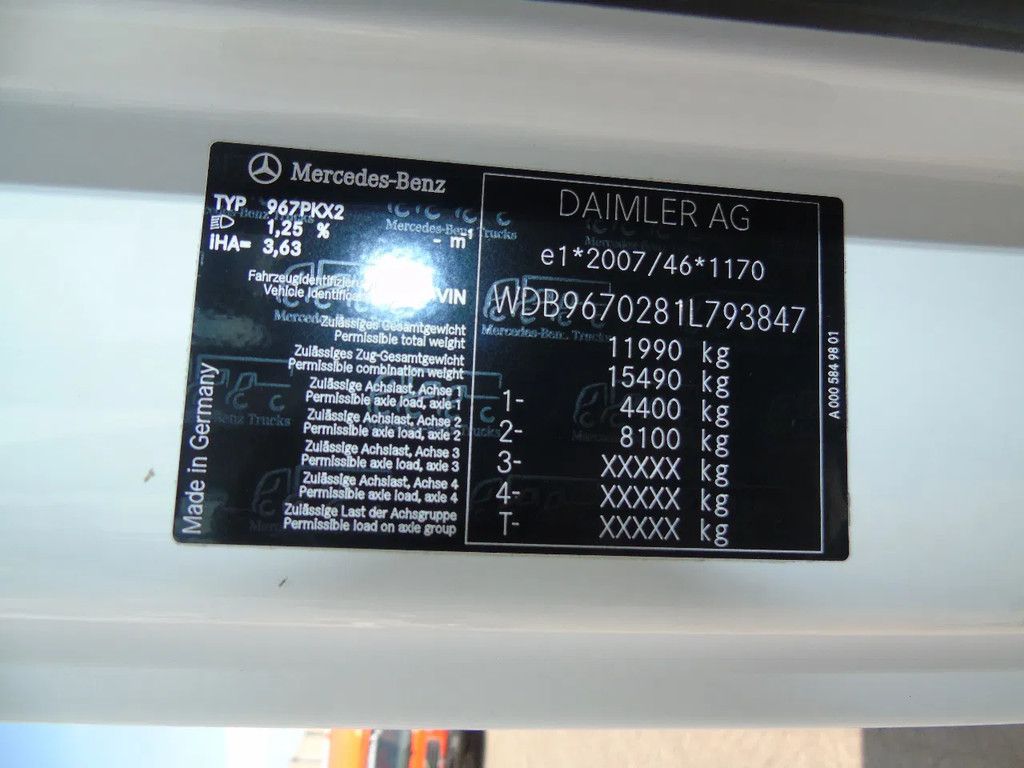 Mercedes-Benz
TYP 967PKX2
1,25 %
- m⁻¹
IHA= 3,63
Made in Germany
DAIMLER AG
e1*2007/46*1170
VIN WDB9670281L793847
Zulässiges Gesamtgewicht
Permissible total weight 11990 kg
Zulässiges Zug-Gesamtgewicht
Permissible combination weight 15490 kg
Zulässige Achslast, Achse 1
Permissible axle load, axle 1 1- 4400 kg
Zulässige Achslast, Achse 2
Permissible axle load, axle 2 2- 8100 kg
Zulässige Achslast, Achse 3
Permissible axle load, axle 3 3- XXXXX kg
Zulässige Achslast, Achse 4
Permissible axle load, axle 4 4- XXXXX kg
Zulässige Last der Achsgruppe
Permissible load on axle group T- XXXXX kg
A 000 584 98 01